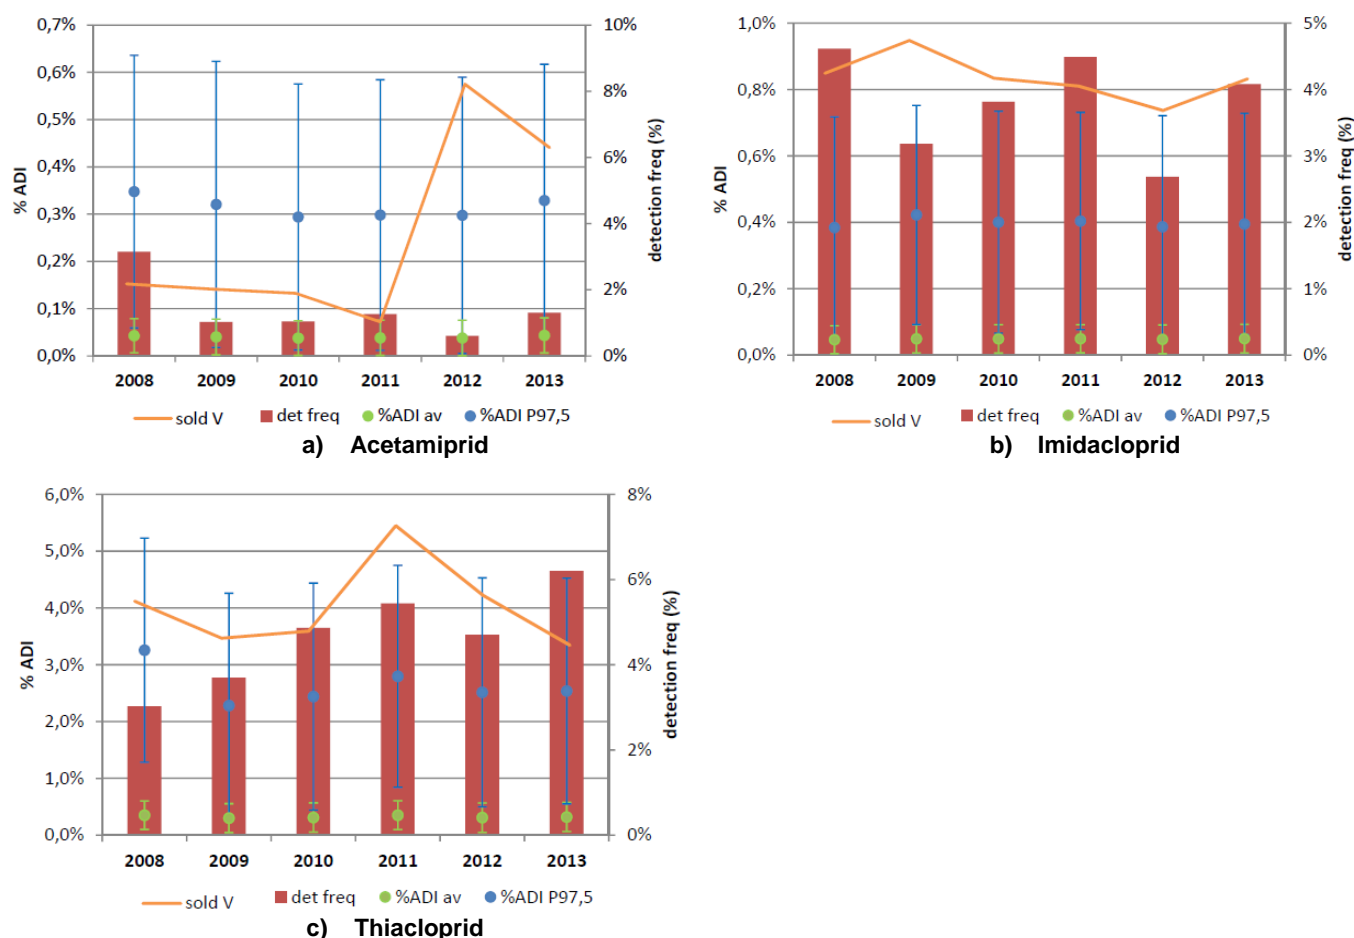 0,7%
0,6%
0,5%
0,4%
0,3%
0,2%
0,1%
0,0%
% ADI
10%
8%
6%
4%
2%
0%
detection freq (%)
2008 2009 2010 2011 2012 2013
sold V det freq %ADI av %ADI P97,5
a) Acetamiprid
1,0%
0,8%
0,6%
0,4%
0,2%
0,0%
% ADI
5%
4%
3%
2%
1%
0%
detection freq (%)
2008 2009 2010 2011 2012 2013
sold V det freq %ADI av %ADI P97,5
b) Imidacloprid
6,0%
5,0%
4,0%
3,0%
2,0%
1,0%
0,0%
% ADI
8%
6%
4%
2%
0%
detection freq (%)
2008 2009 2010 2011 2012 2013
sold V det freq %ADI av %ADI P97,5
c) Thiacloprid